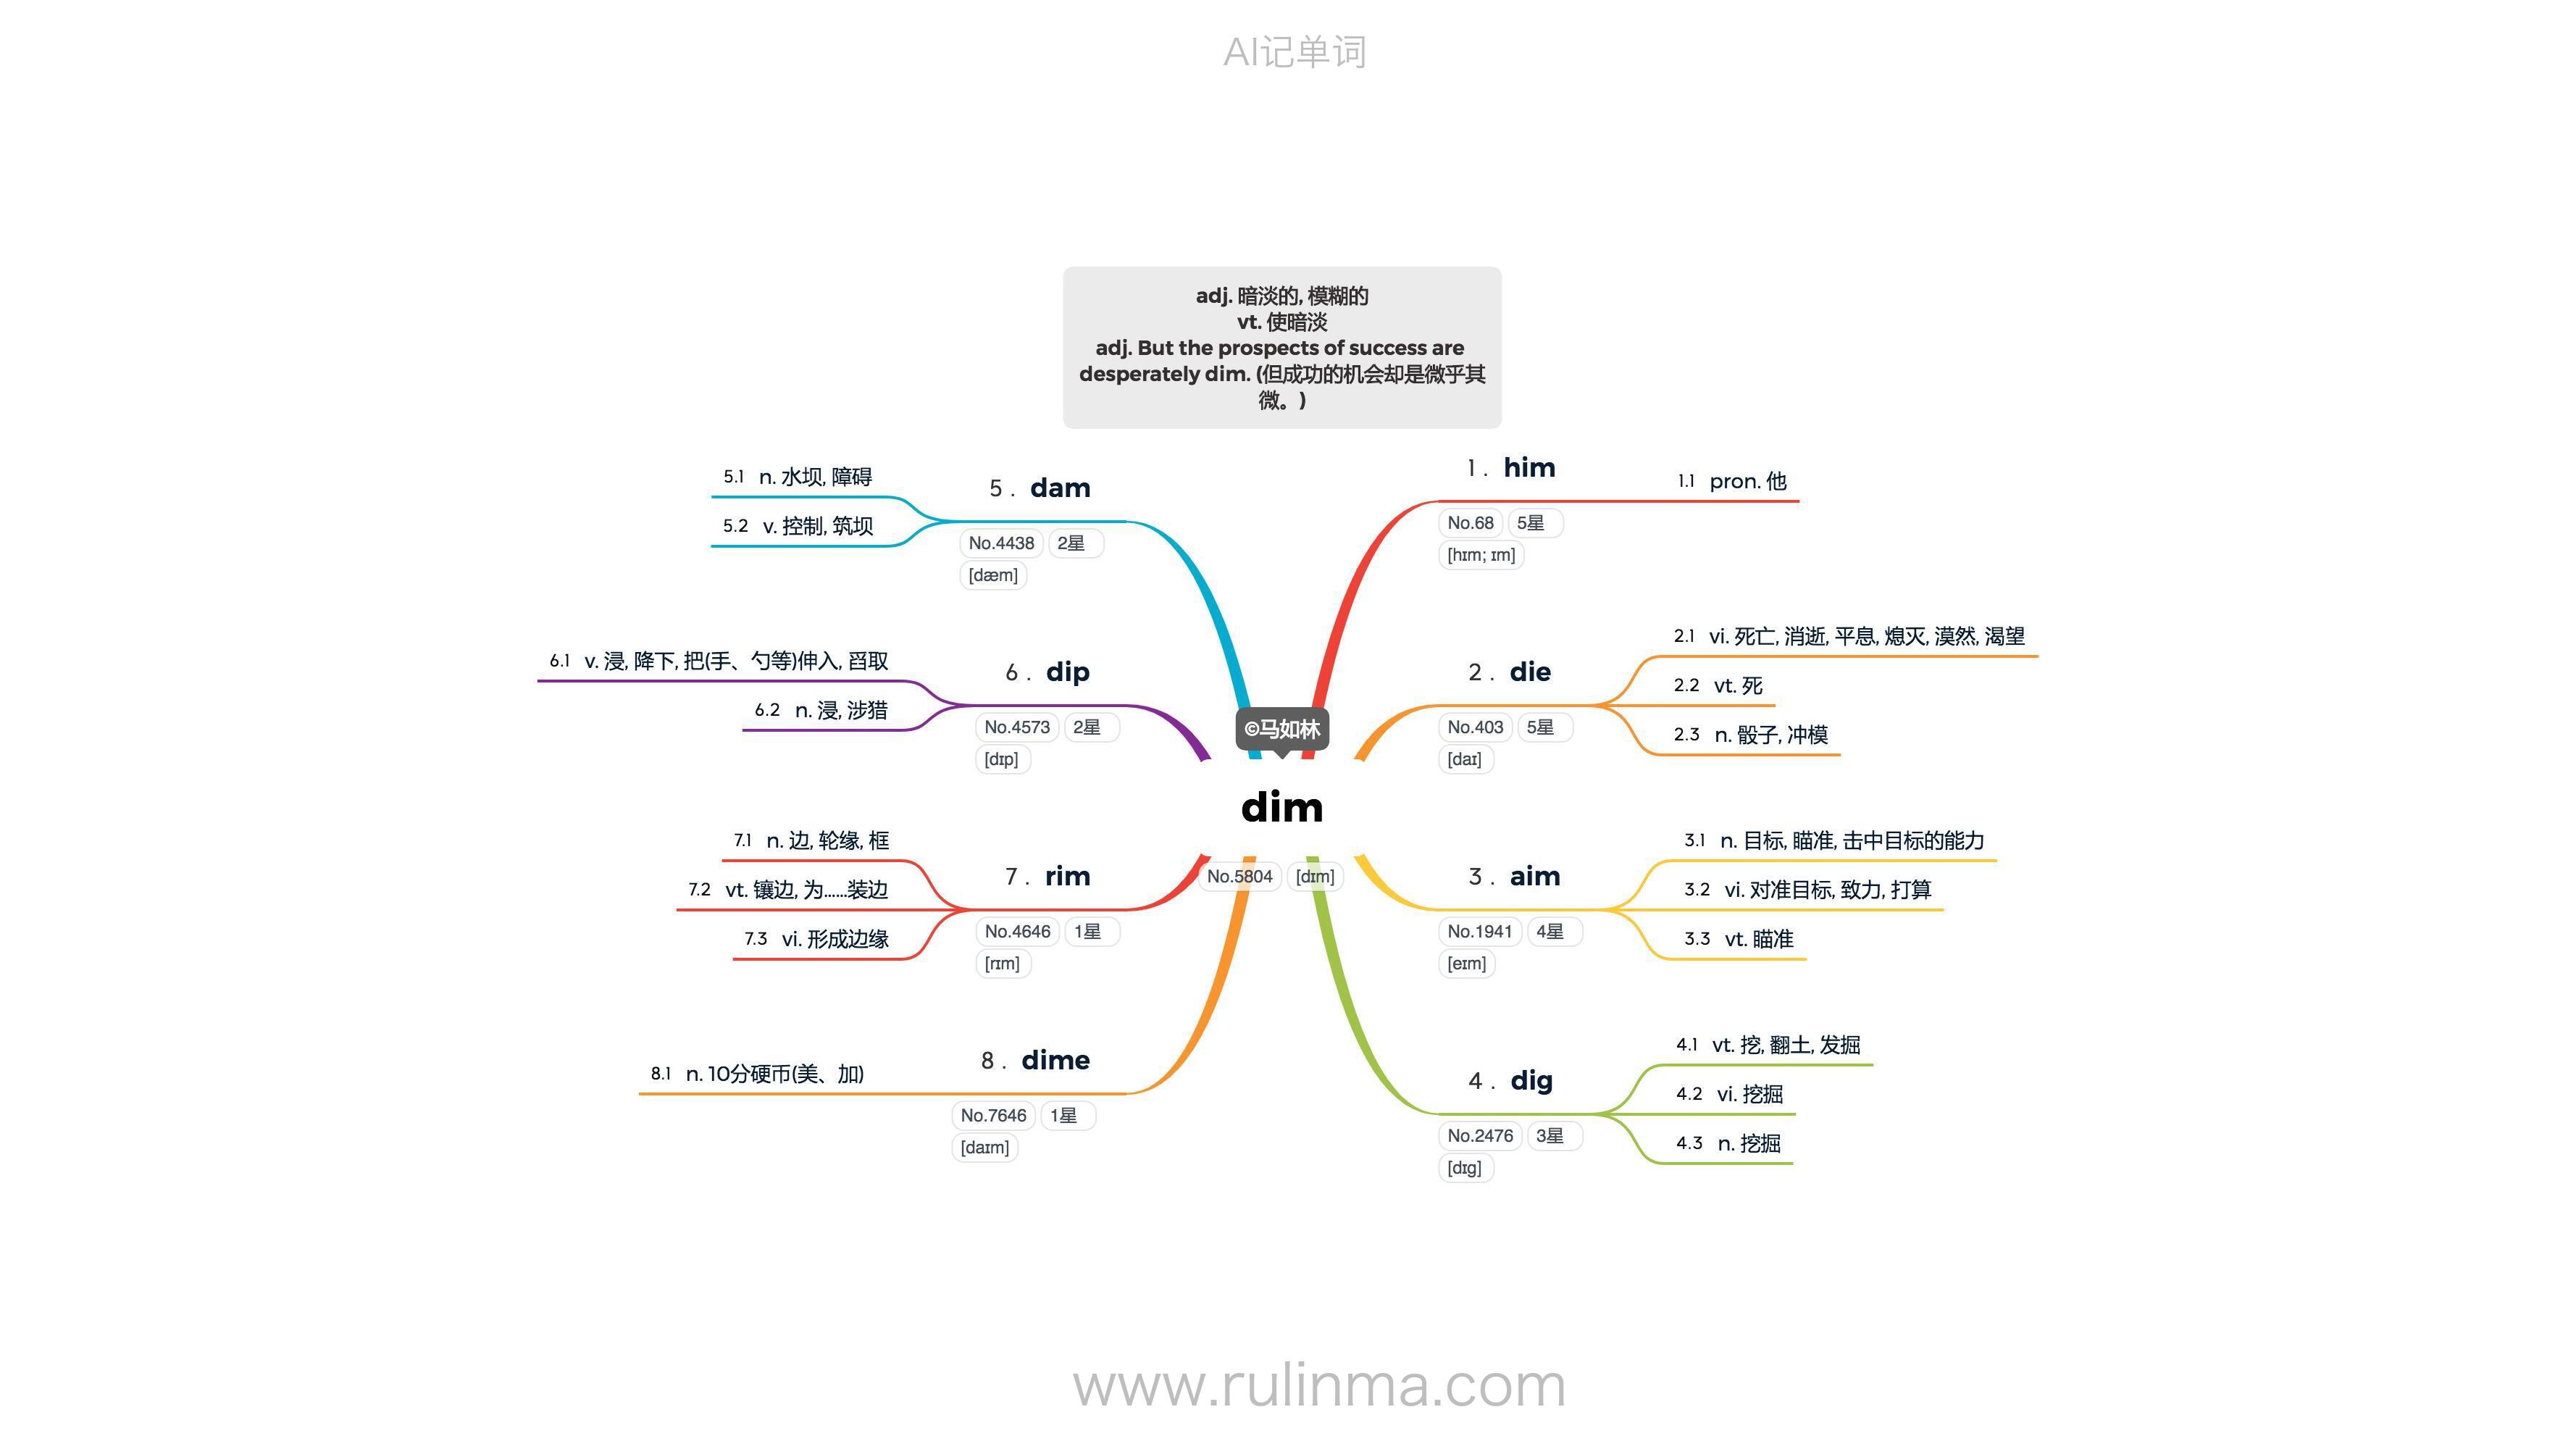 AI记单词
adj. 暗淡的, 模糊的
vt. 使暗淡
adj. But the prospects of success are
desperately dim. (但成功的机会却是微乎其
微。)
©马如林
dim
No.5804 [dɪm]
1 . him
No.68 5星
[hɪm; ɪm]
1.1 pron. 他
2 . die
No.403 5星
[daɪ]
2.1 vi. 死亡, 消逝, 平息, 熄灭, 漠然, 渴望
2.2 vt. 死
2.3 n. 骰子, 冲模
3 . aim
No.1941 4星
[eɪm]
3.1 n. 目标, 瞄准, 击中目标的能力
3.2 vi. 对准目标, 致力, 打算
3.3 vt. 瞄准
4 . dig
No.2476 3星
[dɪg]
4.1 vt. 挖, 翻土, 发掘
4.2 vi. 挖掘
4.3 n. 挖掘
5 . dam
No.4438 2星
[dæm]
5.1 n. 水坝, 障碍
5.2 v. 控制, 筑坝
6 . dip
No.4573 2星
[dɪp]
6.1 v. 浸, 降下, 把(手、勺等)伸入, 舀取
6.2 n. 浸, 涉猎
7 . rim
No.4646 1星
[rɪm]
7.1 n. 边, 轮缘, 框
7.2 vt. 镶边, 为......装边
7.3 vi. 形成边缘
8 . dime
No.7646 1星
[daɪm]
8.1 n. 10分硬币(美、加)
www.rulinma.com